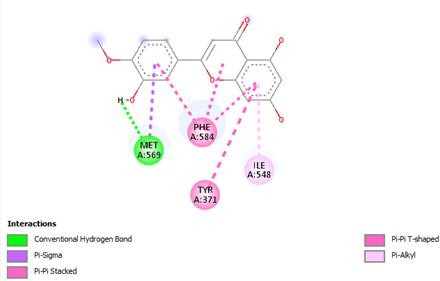 O
O
O
O
H
O
O
MET
A:569
PHE
A:584
TYR
A:371
ILE
A:548
Interactions
Conventional Hydrogen Bond
Pi-Sigma
Pi-Pi Stacked
Pi-Pi T-shaped
Pi-Alkyl